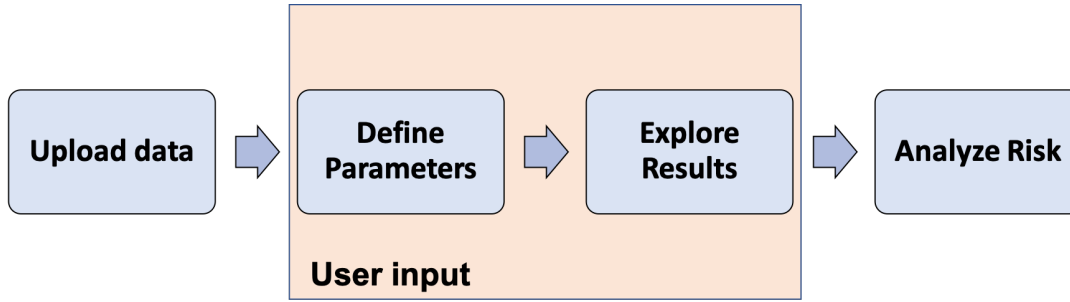 Upload data
Define
Parameters
Explore
Results
Analyze Risk
User input